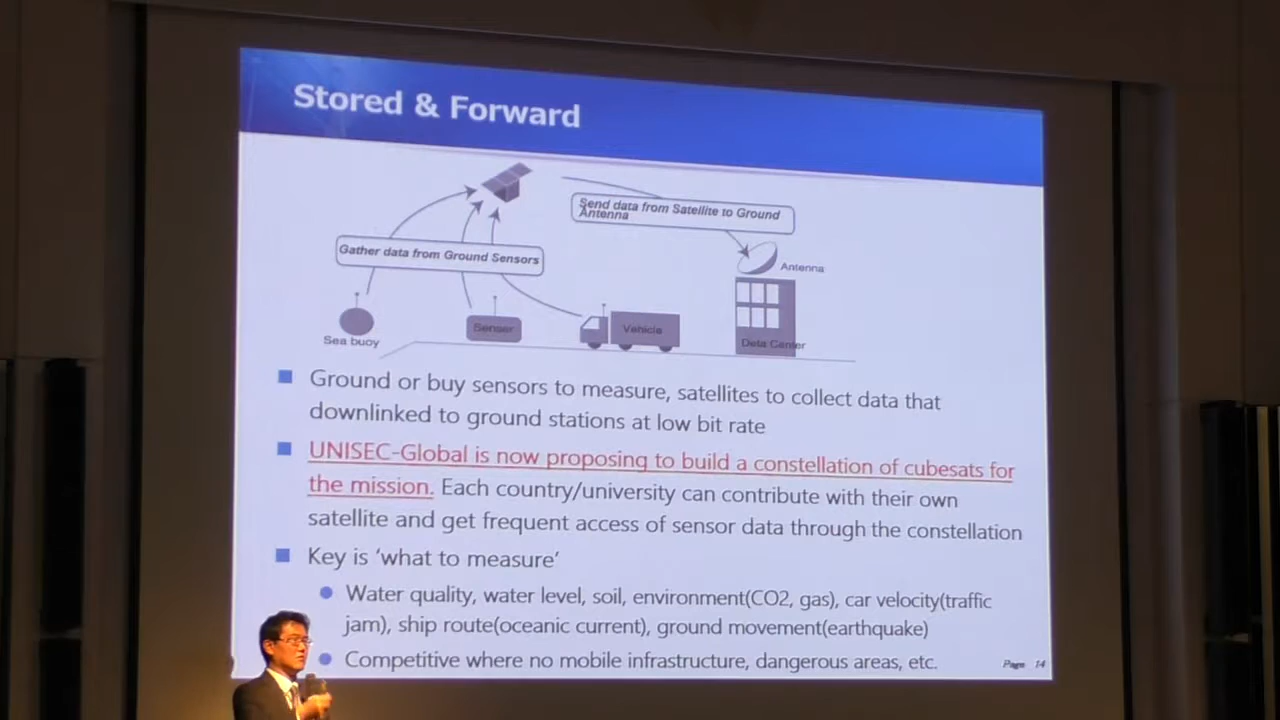 Stored & Forward
Send data from Satellite to Ground
Antenna
Gather data from Ground Sensors
Antenna
Sea buoy
Senser
Vehicle
Data Center
Ground or buy sensors to measure, satellites to collect data that
downlinked to ground stations at low bit rate
UNISEC-Global is now proposing to build a constellation of cubesats for
the mission. Each country/university can contribute with their own
satellite and get frequent access of sensor data through the constellation
Key is ‘what to measure’
Water quality, water level, soil, environment(CO2, gas), car velocity(traffic
jam), ship route(oceanic current), ground movement(earthquake)
Competitive where no mobile infrastructure, dangerous areas, etc.
Page 14